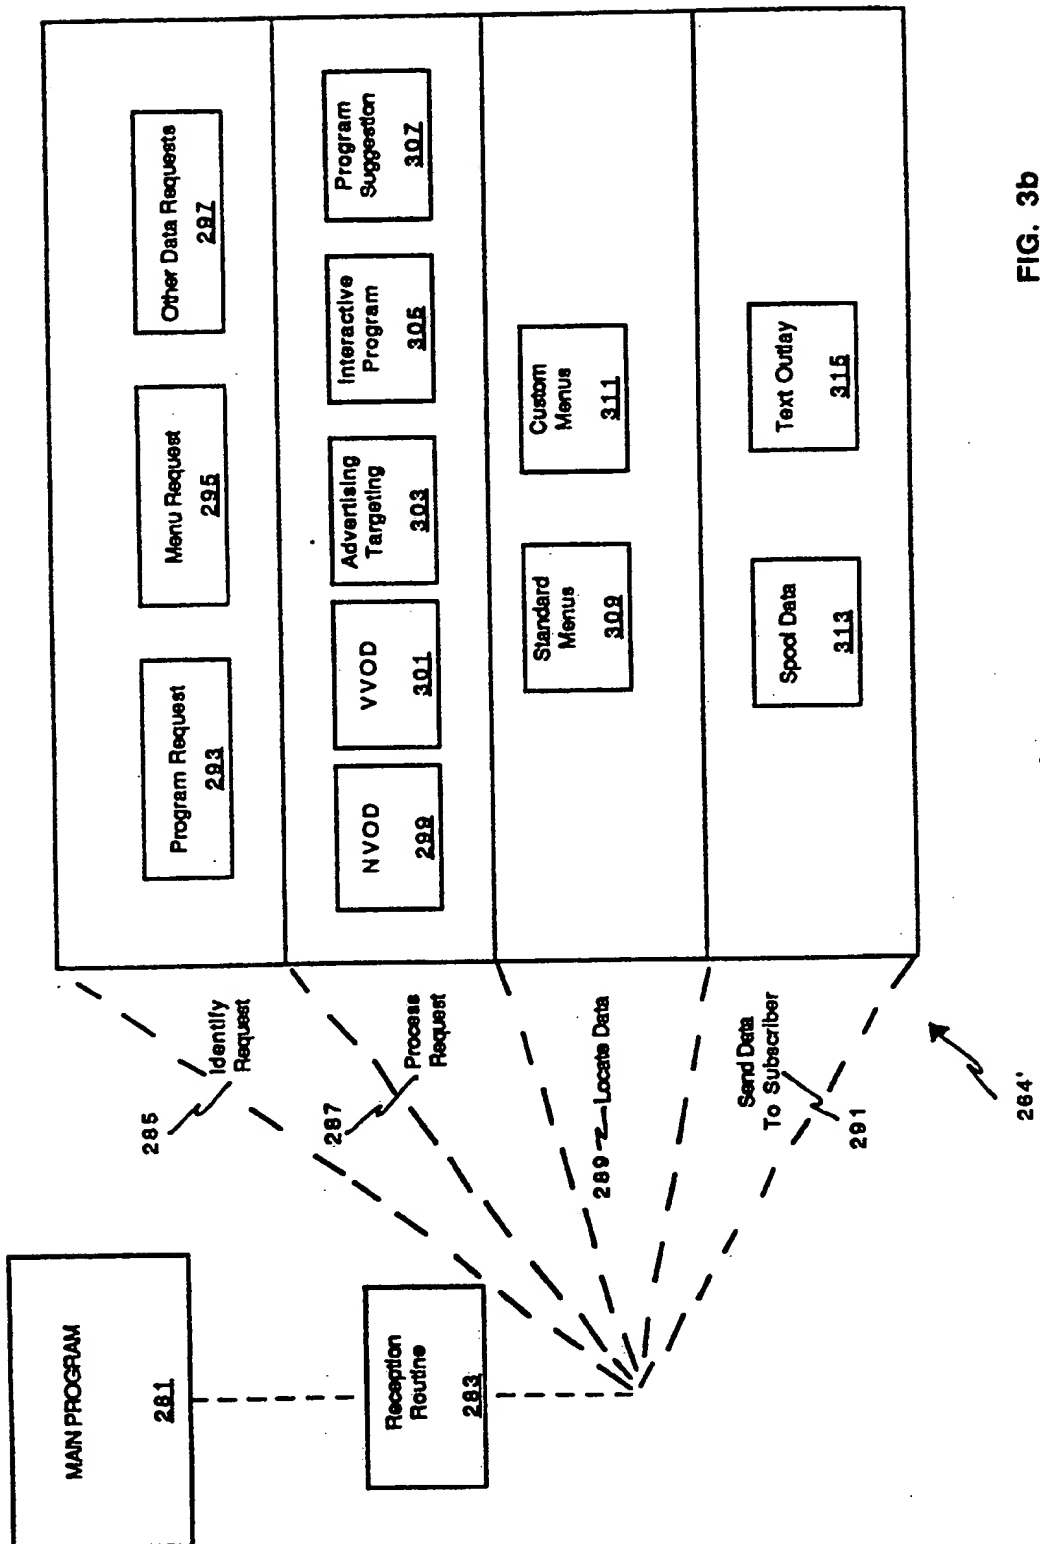 MAIN PROGRAM
281
Reception
Routine
283
285
Identify
Request
287
Process
Request
289
Locate Data
Send Data
To Subscriber
291
264'
Program Request
293
Menu Request
295
Other Data Requests
297
NVOD
299
VVOD
301
Advertising
Targeting
303
Interactive
Program
305
Program
Suggestion
307
Standard
Menus
309
Custom
Menus
311
Spool Data
313
Text Outlay
315
FIG. 3b